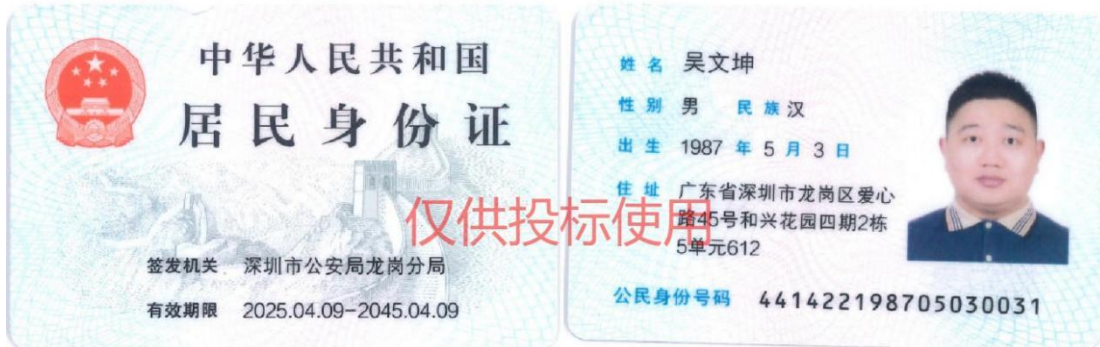 中华人民共和国
居民身份证
签发机关 深圳市公安局龙岗分局
有效期限 2025.04.09-2045.04.09
仅供投标使用
姓名 吴文坤
性别 男 民族 汉
出生 1987 年 5 月 3 日
住址 广东省深圳市龙岗区爱心
路45号和兴花园四期2栋
5单元612
公民身份号码 441422198705030031